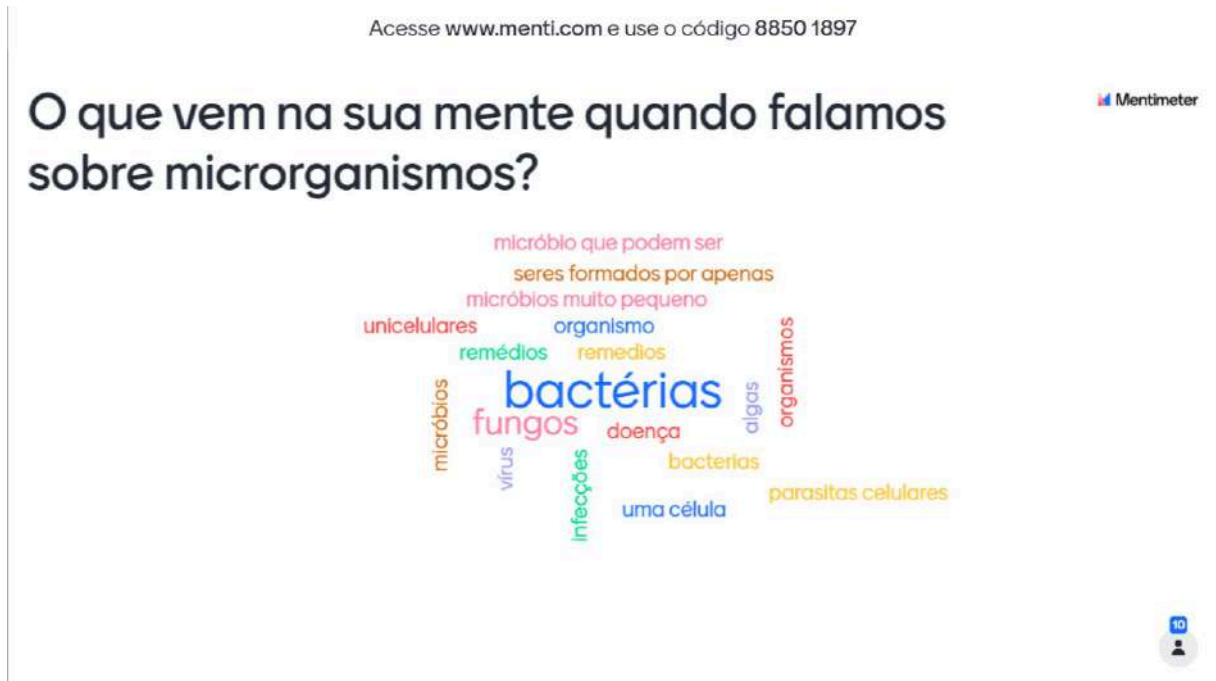 Acesse www.menti.com e use o código 8850 1897
O que vem na sua mente quando falamos
sobre microrganismos?
Mentimeter
micróbio que podem ser
seres formados por apenas
micróbios muito pequeno
unicelulares
organismo
organismos
remédios
remedios
bactérias
micróbios
algas
fungos
doença
vírus
infecções
bacterias
parasitas celulares
uma célula
10